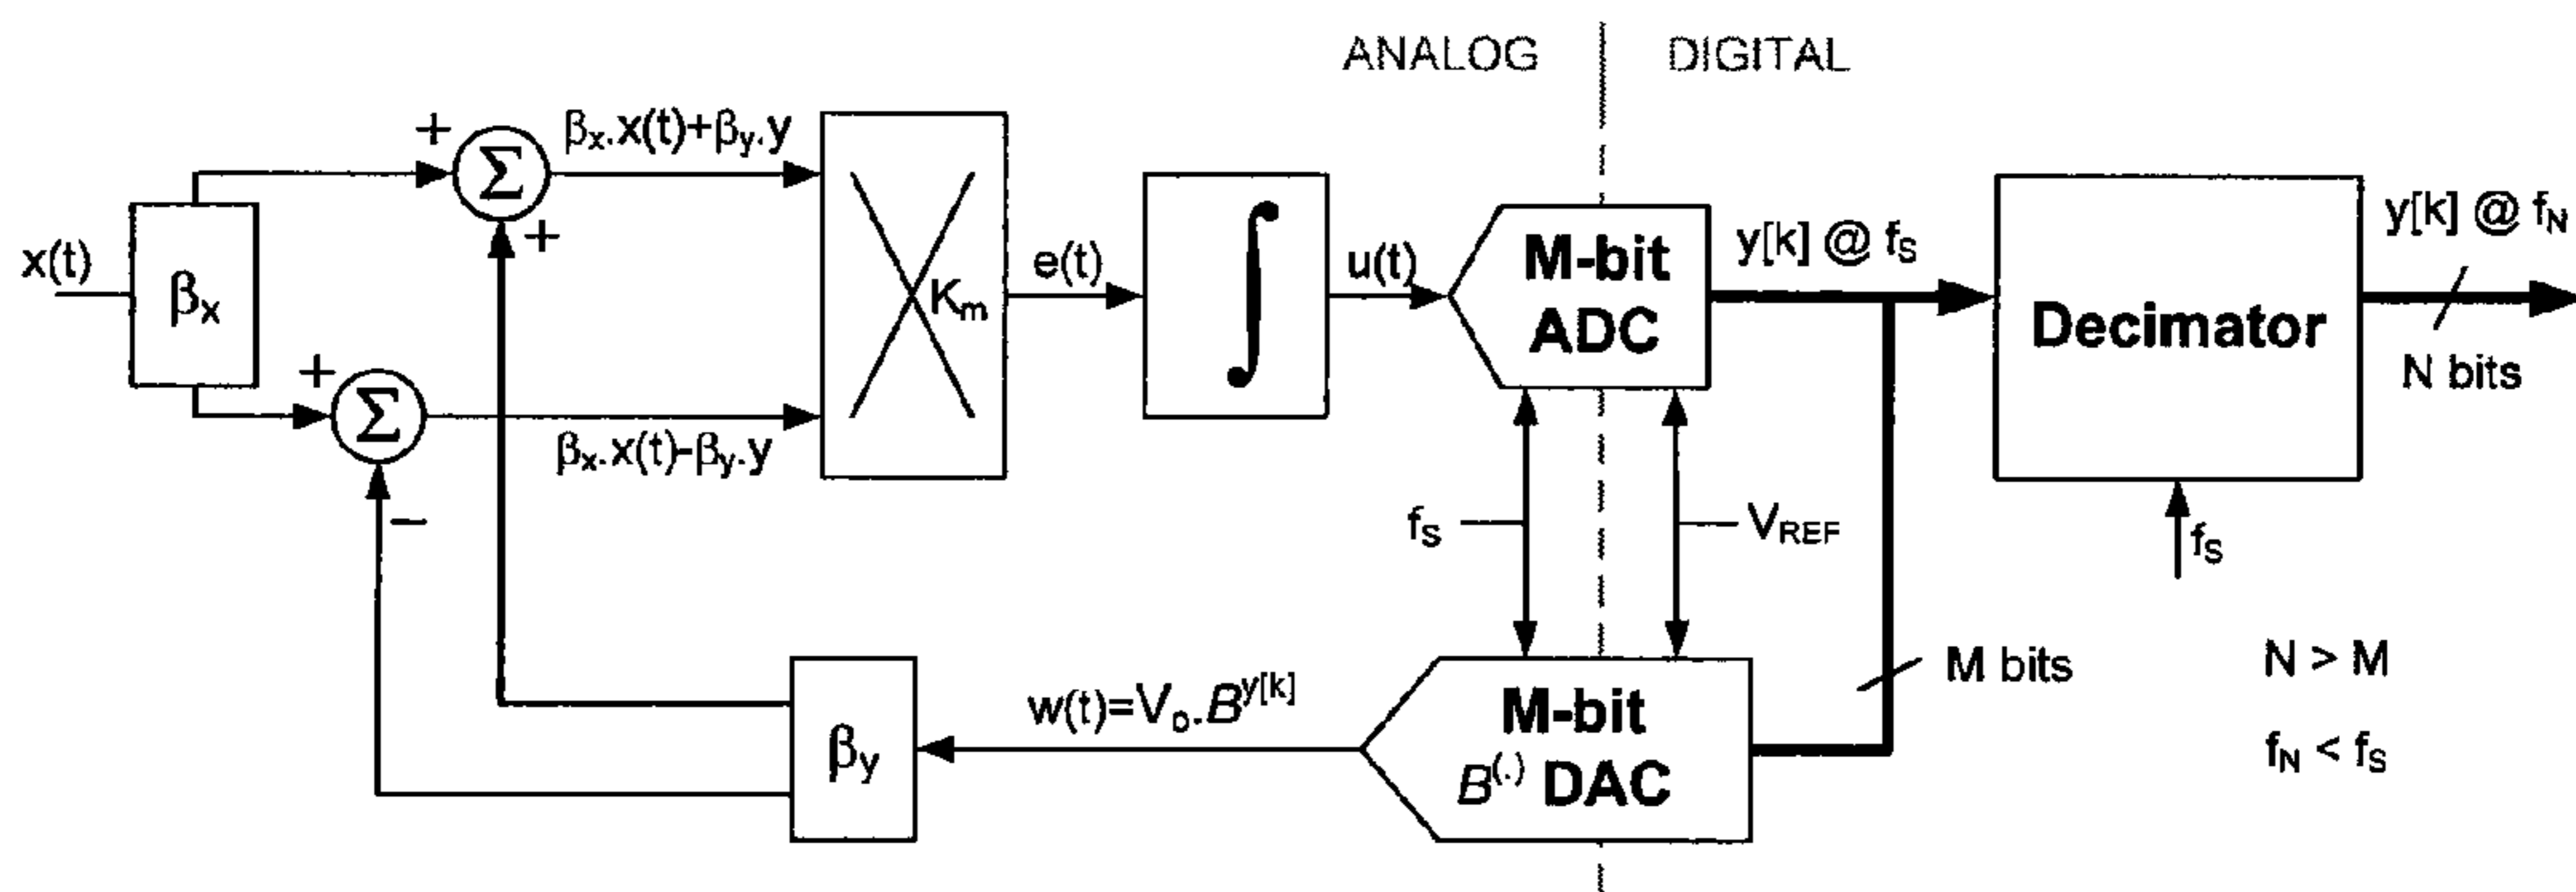 ANALOG
DIGITAL
x(t)
βx
+
Σ
+
βx.x(t)+βy.y
+
Σ
−
βx.x(t)-βy.y
Km
e(t)
∫
u(t)
M-bit
ADC
y[k] @ fS
Decimator
y[k] @ fN
N bits
fS
VREF
fS
M bits
N > M
fN < fS
M-bit
B(.) DAC
w(t)=Vo.By[k]
βy